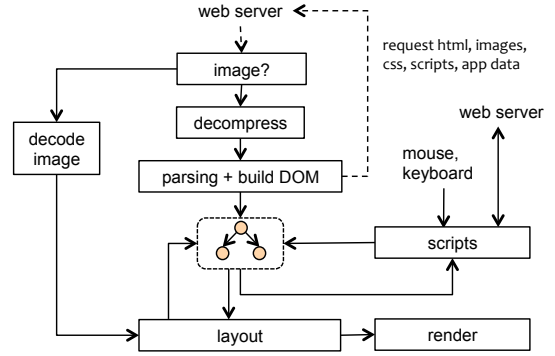 web server
request html, images,
css, scripts, app data
image?
web server
decompress
decode
image
mouse,
keyboard
parsing + build DOM
scripts
layout
render